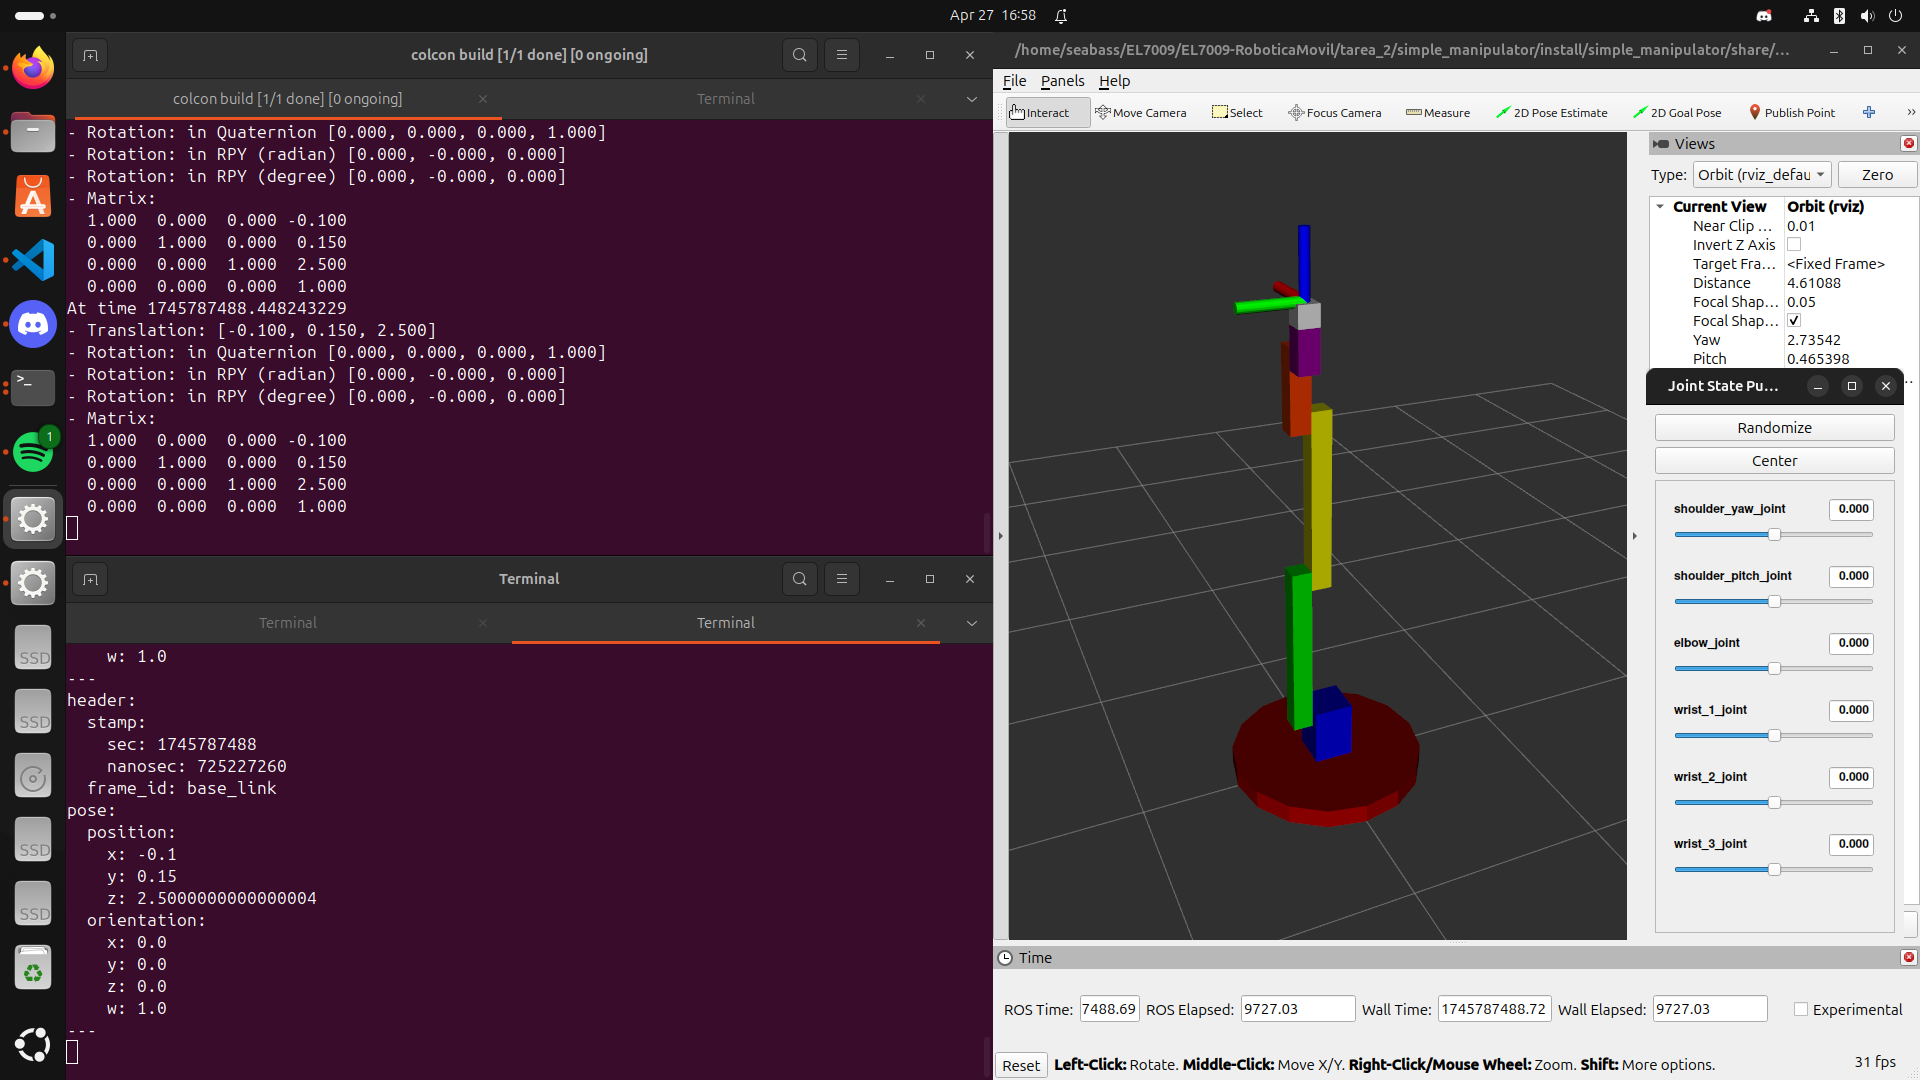 Apr 27 16:58
colcon build [1/1 done] [0 ongoing]
colcon build [1/1 done] [0 ongoing]
Terminal
- Rotation: in Quaternion [0.000, 0.000, 0.000, 1.000]
- Rotation: in RPY (radian) [0.000, -0.000, 0.000]
- Rotation: in RPY (degree) [0.000, -0.000, 0.000]
- Matrix:
1.000 0.000 0.000 -0.100
0.000 1.000 0.000 0.150
0.000 0.000 1.000 2.500
0.000 0.000 0.000 1.000
At time 1745787488.448243229
- Translation: [-0.100, 0.150, 2.500]
- Rotation: in Quaternion [0.000, 0.000, 0.000, 1.000]
- Rotation: in RPY (radian) [0.000, -0.000, 0.000]
- Rotation: in RPY (degree) [0.000, -0.000, 0.000]
- Matrix:
1.000 0.000 0.000 -0.100
0.000 1.000 0.000 0.150
0.000 0.000 1.000 2.500
0.000 0.000 0.000 1.000
Terminal
Terminal
Terminal
w: 1.0
---
header:
stamp:
sec: 1745787488
nanosec: 725227260
frame_id: base_link
pose:
position:
x: -0.1
y: 0.15
z: 2.5000000000000004
orientation:
x: 0.0
y: 0.0
z: 0.0
w: 1.0
---
1
>_
SSD
SSD
SSD
SSD
/home/seabass/EL7009/EL7009-RoboticaMovil/tarea_2/simple_manipulator/install/simple_manipulator/share/...
File Panels Help
Interact Move Camera Select Focus Camera Measure 2D Pose Estimate 2D Goal Pose Publish Point »
Views
Type: Orbit (rviz_defau Zero
Current View Orbit (rviz)
Near Clip ... 0.01
Invert Z Axis
Target Fra... <Fixed Frame>
Distance 4.61088
Focal Shap... 0.05
Focal Shap... ✓
Yaw 2.73542
Pitch 0.465398
Joint State Pu...
Randomize
Center
shoulder_yaw_joint 0.000
shoulder_pitch_joint 0.000
elbow_joint 0.000
wrist_1_joint 0.000
wrist_2_joint 0.000
wrist_3_joint 0.000
Time
ROS Time: 7488.69 ROS Elapsed: 9727.03 Wall Time: 1745787488.72 Wall Elapsed: 9727.03 Experimental
Reset Left-Click: Rotate. Middle-Click: Move X/Y. Right-Click/Mouse Wheel: Zoom. Shift: More options. 31 fps